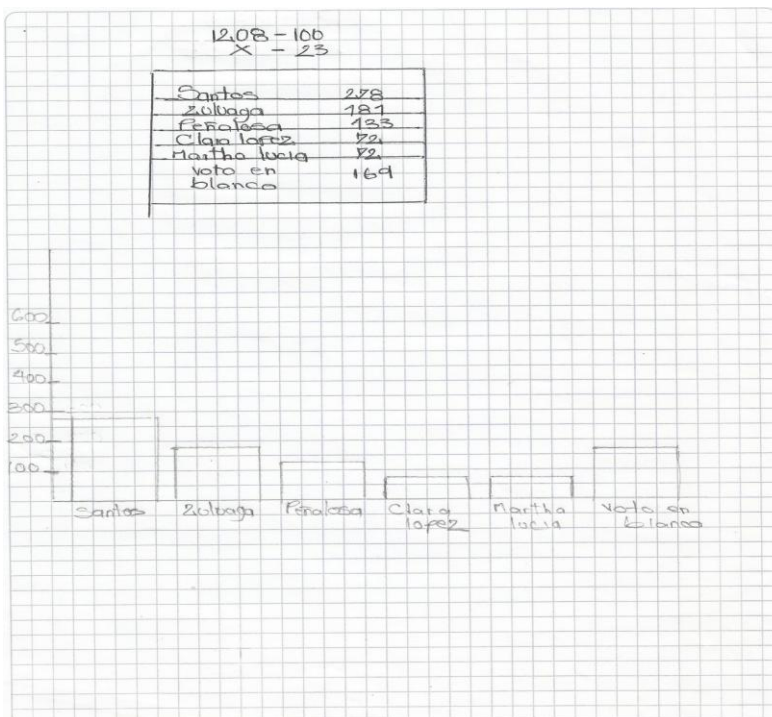 1208 - 100
X - 23
Santos 278
Zuluaga 181
Peñalosa 133
Clara lopez 72
Martha lucia 72
voto en blanco 169
600
500
400
300
200
100
Santos Zuluaga Peñalosa Clara lopez Martha lucia Voto en blanco